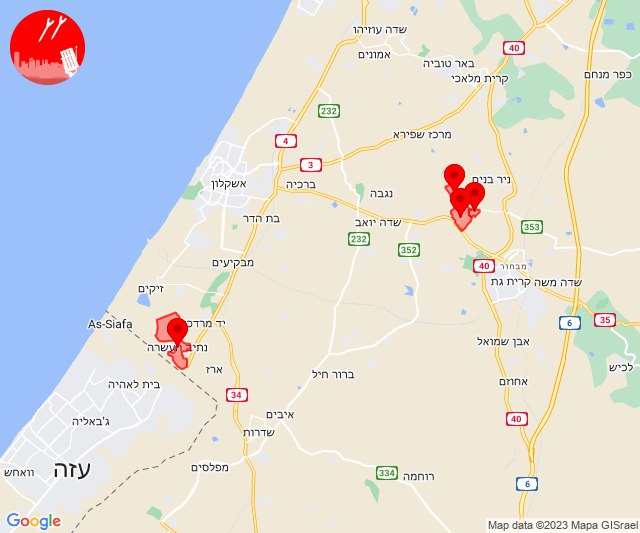 שדה עוזיהו
אמונים
40
באר טוביה
קרית מלאכי
כפר מנחם
232
4
מרכז שפירא
3
אשקלון
ברכיה
נגבה
ניר בנים
בת הדר
שדה יואב
232
352
353
מבקיעים
40
מבחור
שדה משה
קרית גת
זיקים
As-Siafa
יד מרדכי
נתיב העשרה
6
35
אבן שמואל
ארז
ברור חיל
לכיש
אחוזם
בית לאהיה
34
ג'באליה
איבים
40
שדרות
עזה
וואחש
מפלסים
334
רוחמה
6
Google
Map data ©2023 Mapa GISrael